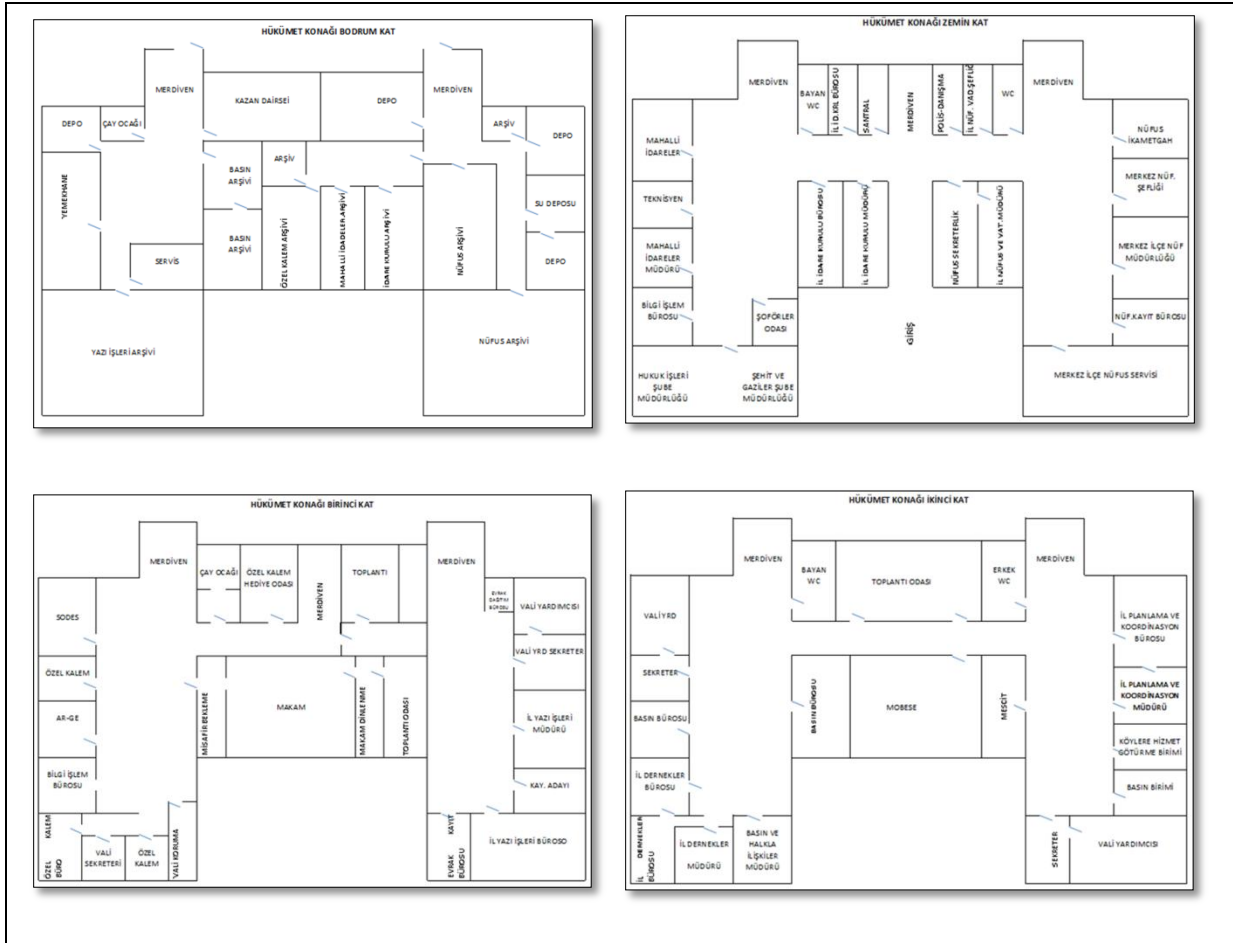 HÜKÜMET KONAĞI BODRUM KAT
MERDİVEN
KAZAN DAİRSEİ
DEPO
MERDİVEN
DEPO
ÇAY OCAĞI
ARŞİV
DEPO
YEMEKHANE
BASIN
ARŞİVİ
ARŞİV
BASIN
ARŞİVİ
ÖZEL KALEM ARŞİVİ
MAHALLİ İDADELER ARŞİVİ
İDARE KURULU ARŞİVİ
NÜFUS ARŞİVİ
SU DEPOSU
DEPO
SERVİS
YAZI İŞLERİ ARŞİVİ
NÜFUS ARŞİVİ
HÜKÜMET KONAĞI ZEMİN KAT
MERDİVEN
BAYAN
WC
İL İD.KRL BÜROSU
SANTRAL
MERDİVEN
POLİS-DANIŞMA
İL NÜF. VAD.ŞEFLİĞ
WC
MERDİVEN
MAHALLİ
İDARELER
TEKNİSYEN
MAHALLİ
İDARELER
MÜDÜRÜ
BİLGİ İŞLEM
BÜROSU
ŞOFÖRLER
ODASI
HUKUK İŞLERİ
ŞUBE
MÜDÜRLÜĞÜ
ŞEHİT VE
GAZİLER ŞUBE
MÜDÜRLÜĞÜ
İL İDARE KURULU BÜROSU
İL İDARE KURULU MÜDÜRÜ
NÜFUS SEKRETERLİK
İL NÜFUS VE VAT. MÜDÜRÜ
GİRİŞ
NÜFUS
İKAMETGAH
MERKEZ NÜF.
ŞEFLİĞİ
MERKEZ İLÇE NÜF
MÜDÜRLÜĞÜ
NÜF.KAYIT BÜROSU
MERKEZ İLÇE NÜFUS SERVİSİ
HÜKÜMET KONAĞI BİRİNCİ KAT
MERDİVEN
ÇAY OCAĞI
ÖZEL KALEM
HEDİYE ODASI
MERDİVEN
TOPLANTI
MERDİVEN
EVRAK
DAĞITIM
BÜROSU
VALİ YARDIMCISI
SODES
ÖZEL KALEM
AR-GE
BİLGİ İŞLEM
BÜROSU
MİSAFİR BEKLEME
MAKAM
MAKAM DİNLENME
TOPLANTI ODASI
VALİ YRD SEKRETER
İL YAZI İŞLERİ
MÜDÜRÜ
KAY. ADAYI
ÖZEL KALEM
BÜRO
VALİ
SEKRETERİ
ÖZEL
KALEM
VALİ KORUMA
EVRAK KAYIT
BÜROSU
İL YAZI İŞLERİ BÜROSO
HÜKÜMET KONAĞI İKİNCİ KAT
MERDİVEN
BAYAN
WC
TOPLANTI ODASI
ERKEK
WC
MERDİVEN
VALİ YRD
SEKRETER
BASIN BÜROSU
İL DERNEKLER
BÜROSU
BASIN BÜROSU
MOBESE
MESCİT
İL PLANLAMA VE
KOORDİNASYON
BÜROSU
İL PLANLAMA VE
KOORDİNASYON
MÜDÜRÜ
KÖYLERE HİZMET
GÖTÜRME BİRİMİ
BASIN BİRİMİ
İL DERNEKLER
BÜROSU
İL DERNEKLER
MÜDÜRÜ
BASIN VE
HALKLA
İLİŞKİLER
MÜDÜRÜ
SEKRETER
VALİ YARDIMCISI